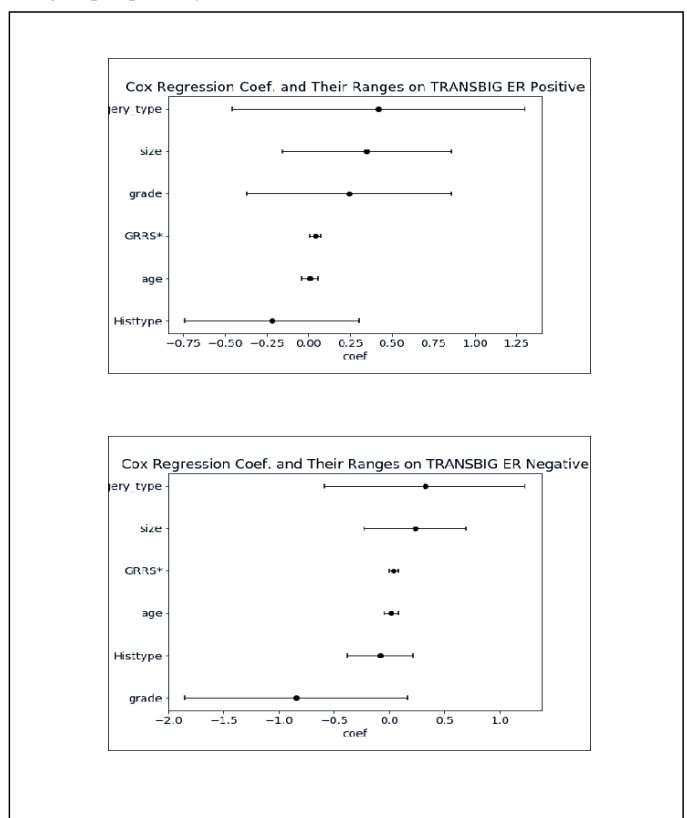 Cox Regression Coef. and Their Ranges on TRANSBIG ER Positive
ery_type
size
grade
GRRS*
age
Histtype
−0.75 −0.50 −0.25 0.00 0.25 0.50 0.75 1.00 1.25
coef
Cox Regression Coef. and Their Ranges on TRANSBIG ER Negative
ery_type
size
GRRS*
age
Histtype
grade
−2.0 −1.5 −1.0 −0.5 0.0 0.5 1.0
coef